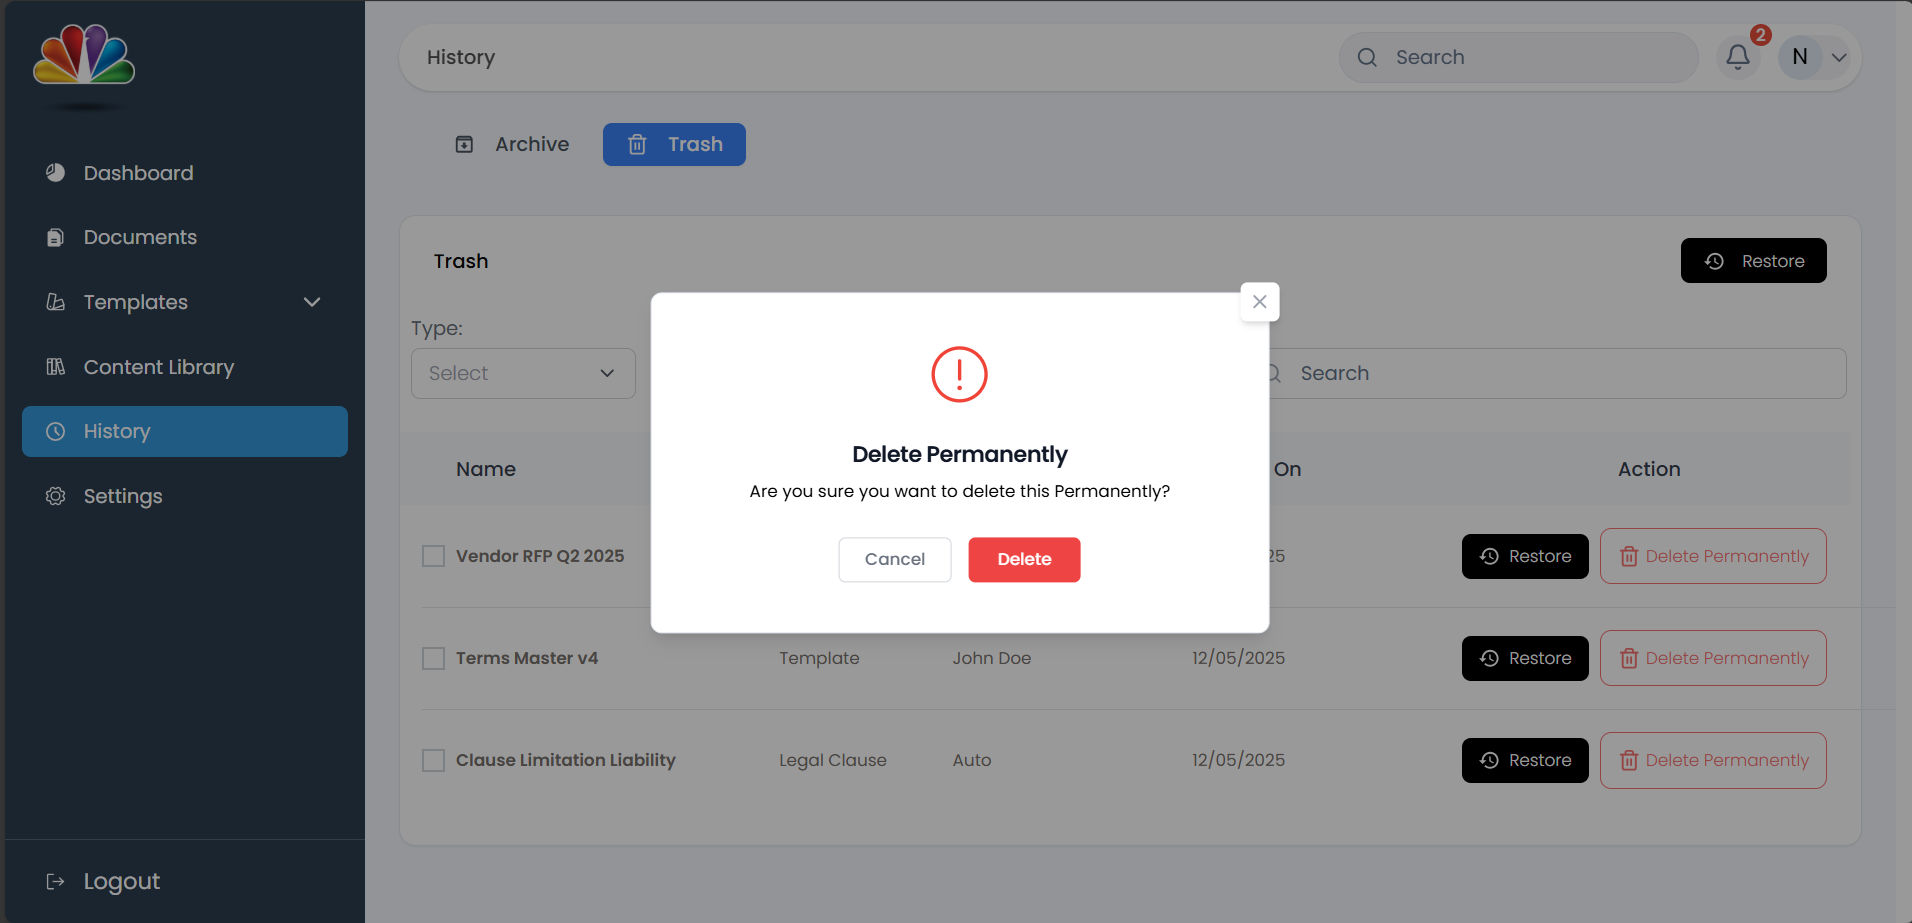 History
Search
2
N
Archive
Trash
Dashboard
Documents
Templates
Content Library
History
Settings
Logout
Trash
Restore
Type:
Select
Search
Name
On
Action
Vendor RFP Q2 2025
25
Restore
Delete Permanently
Terms Master v4
Template
John Doe
12/05/2025
Restore
Delete Permanently
Clause Limitation Liability
Legal Clause
Auto
12/05/2025
Restore
Delete Permanently
Delete Permanently
Are you sure you want to delete this Permanently?
Cancel
Delete